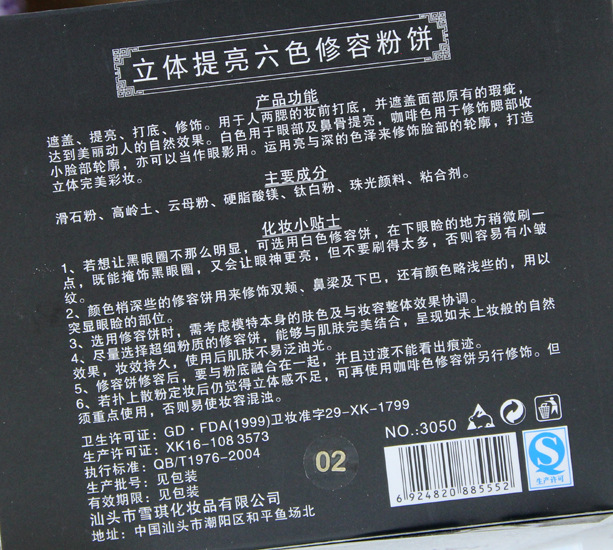 立体提亮六色修容粉饼
产品功能
遮盖、提亮、打底、修饰。用于人两腮的妆前打底，并遮盖面部原有的瑕疵，
达到美丽动人的自然效果。白色用于眼部及鼻骨提亮，咖啡色用于修饰腮部收
小脸部轮廓，亦可以当作眼影用。运用亮与深的色泽来修饰脸部的轮廓，打造
立体完美彩妆。
主要成分
滑石粉、高岭土、云母粉、硬脂酸镁、钛白粉、珠光颜料、粘合剂。
化妆小贴士
1、若想让黑眼圈不那么明显，可选用白色修容饼，在下眼睑的地方稍微刷一
点，既能掩饰黑眼圈，又会让眼神更亮，但不要刷得太多，否则容易有小皱
纹。
2、颜色梢深些的修容饼用来修饰双颊、鼻梁及下巴，还有颜色略浅些的，用以
突显眼睑的部位。
3、选用修容饼时，需考虑模特本身的肤色及与妆容整体效果协调。
4、尽量选择超细粉质的修容饼，能够与肌肤完美结合，呈现如未上妆般的自然
效果，妆效持久，使用后肌肤不易泛油光。
5、修容饼修容后，要与粉底融合在一起，并且过渡不能看出痕迹。
6、若扑上散粉定妆后仍觉得立体感不足，可再使用咖啡色修容饼另行修饰。但
须重点使用，否则易使妆容混浊。
卫生许可证：GD·FDA(1999)卫妆准字29-XK-1799
生产许可证：XK16-108 3573
执行标准：QB/T1976-2004
生产批号：见包装
有效期限：见包装
汕头市雪琪化妆品有限公司
地址：中国汕头市潮阳区和平鱼场北
02
NO.:3050
6 924820 885552
QS
生产许可